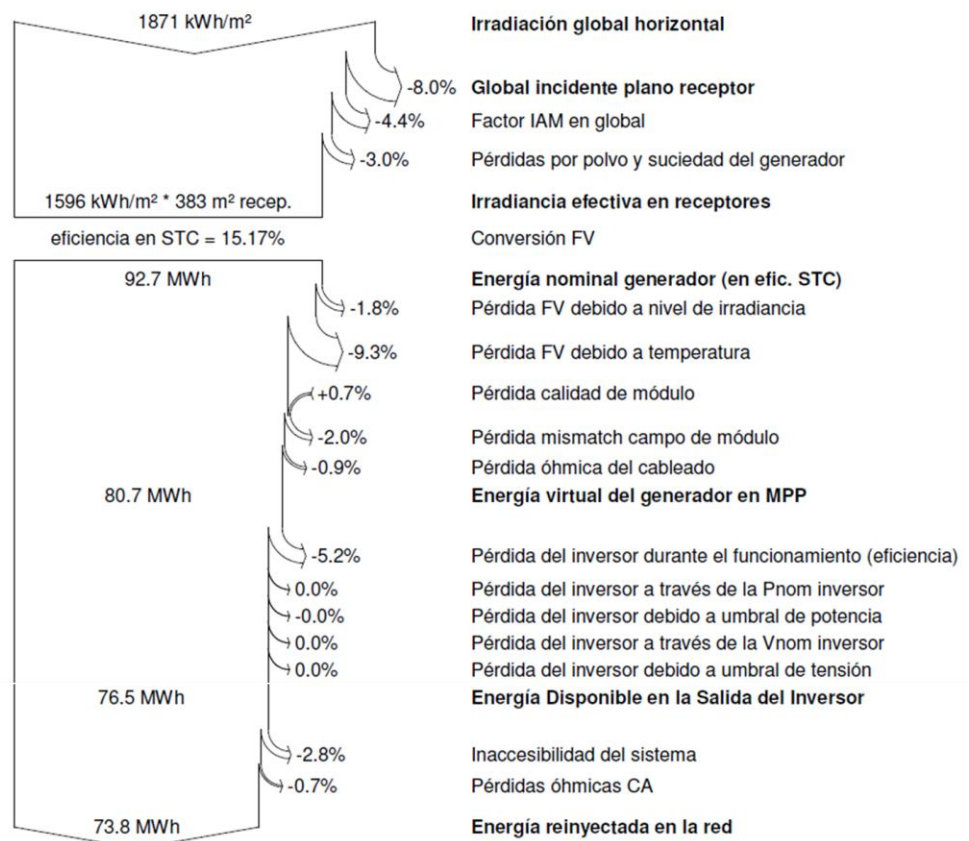 1871 kWh/m² Irradiación global horizontal
-8.0% Global incidente plano receptor
-4.4% Factor IAM en global
-3.0% Pérdidas por polvo y suciedad del generador
1596 kWh/m² * 383 m² recep. Irradiancia efectiva en receptores
eficiencia en STC = 15.17% Conversión FV
92.7 MWh Energía nominal generador (en efic. STC)
-1.8% Pérdida FV debido a nivel de irradiancia
-9.3% Pérdida FV debido a temperatura
+0.7% Pérdida calidad de módulo
-2.0% Pérdida mismatch campo de módulo
-0.9% Pérdida óhmica del cableado
80.7 MWh Energía virtual del generador en MPP
-5.2% Pérdida del inversor durante el funcionamiento (eficiencia)
0.0% Pérdida del inversor a través de la Pnom inversor
-0.0% Pérdida del inversor debido a umbral de potencia
0.0% Pérdida del inversor a través de la Vnom inversor
0.0% Pérdida del inversor debido a umbral de tensión
76.5 MWh Energía Disponible en la Salida del Inversor
-2.8% Inaccesibilidad del sistema
-0.7% Pérdidas óhmicas CA
73.8 MWh Energía reinyectada en la red